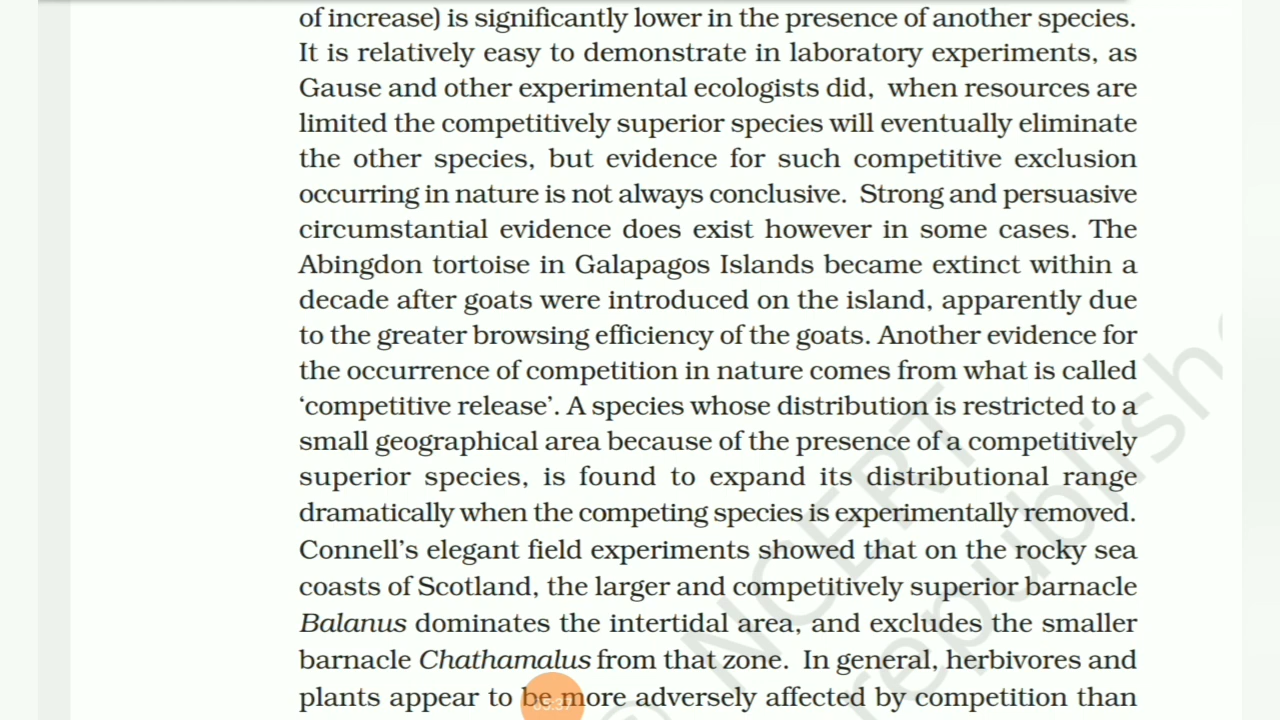 of increase) is significantly lower in the presence of another species.
It is relatively easy to demonstrate in laboratory experiments, as
Gause and other experimental ecologists did, when resources are
limited the competitively superior species will eventually eliminate
the other species, but evidence for such competitive exclusion
occurring in nature is not always conclusive. Strong and persuasive
circumstantial evidence does exist however in some cases. The
Abingdon tortoise in Galapagos Islands became extinct within a
decade after goats were introduced on the island, apparently due
to the greater browsing efficiency of the goats. Another evidence for
the occurrence of competition in nature comes from what is called
‘competitive release’. A species whose distribution is restricted to a
small geographical area because of the presence of a competitively
superior species, is found to expand its distributional range
dramatically when the competing species is experimentally removed.
Connell’s elegant field experiments showed that on the rocky sea
coasts of Scotland, the larger and competitively superior barnacle
Balanus dominates the intertidal area, and excludes the smaller
barnacle Chathamalus from that zone. In general, herbivores and
plants appear to be more adversely affected by competition than
© NCERT
republishe